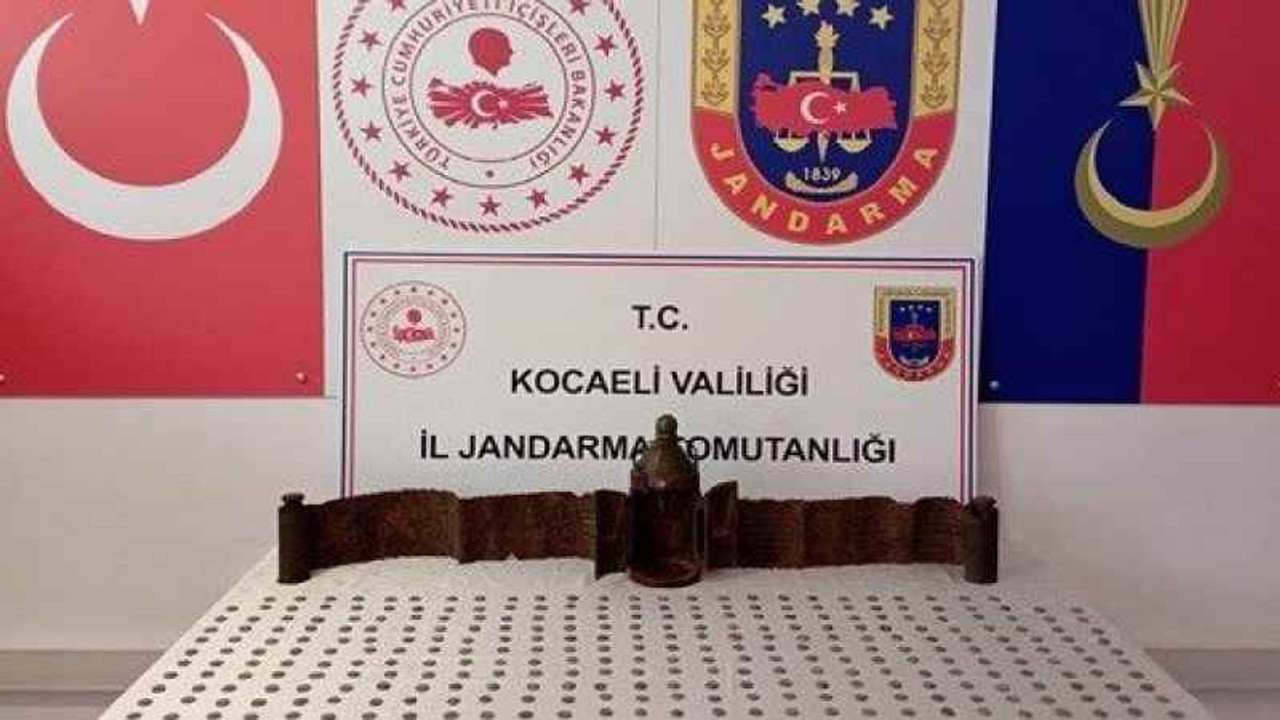 TÜRKİYE CUMHURİYETİ İÇİŞLERİ BAKANLIĞI
1839
JANDARMA
T.C.
KOCAELİ VALİLİĞİ
İL JANDARMA KOMUTANLIĞI